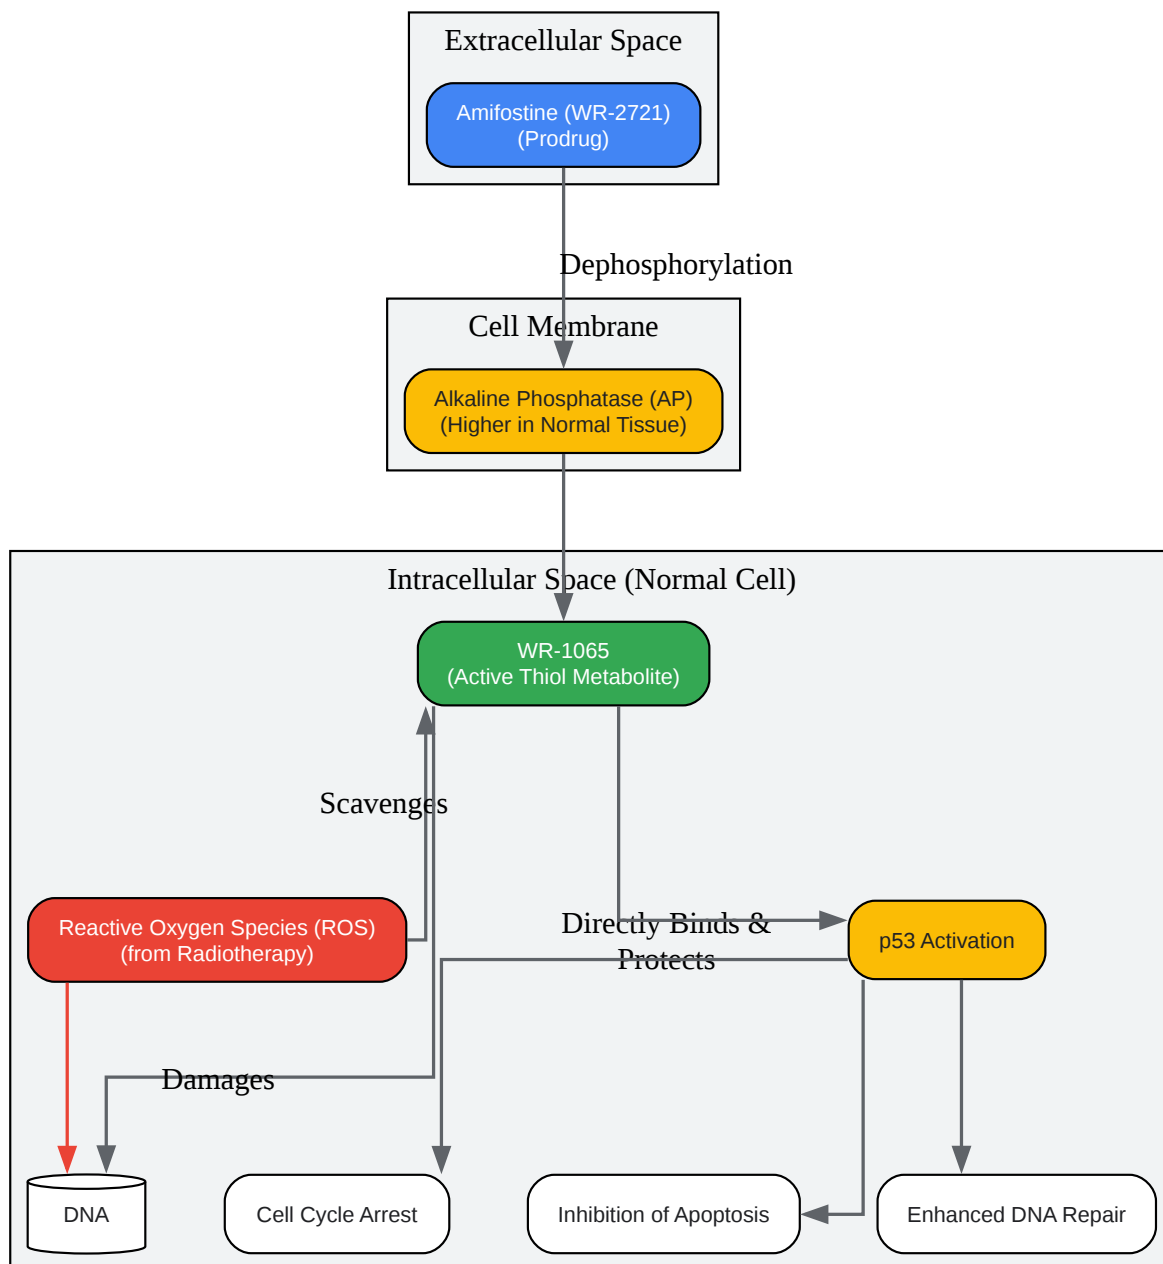 Extracellular Space
Amifostine (WR-2721)
(Prodrug)
Dephosphorylation
Cell Membrane
Alkaline Phosphatase (AP)
(Higher in Normal Tissue)
Intracellular Space (Normal Cell)
WR-1065
(Active Thiol Metabolite)
Scavenges
Reactive Oxygen Species (ROS)
(from Radiotherapy)
Directly Binds &
Protects
p53 Activation
Damages
DNA
Cell Cycle Arrest
Inhibition of Apoptosis
Enhanced DNA Repair